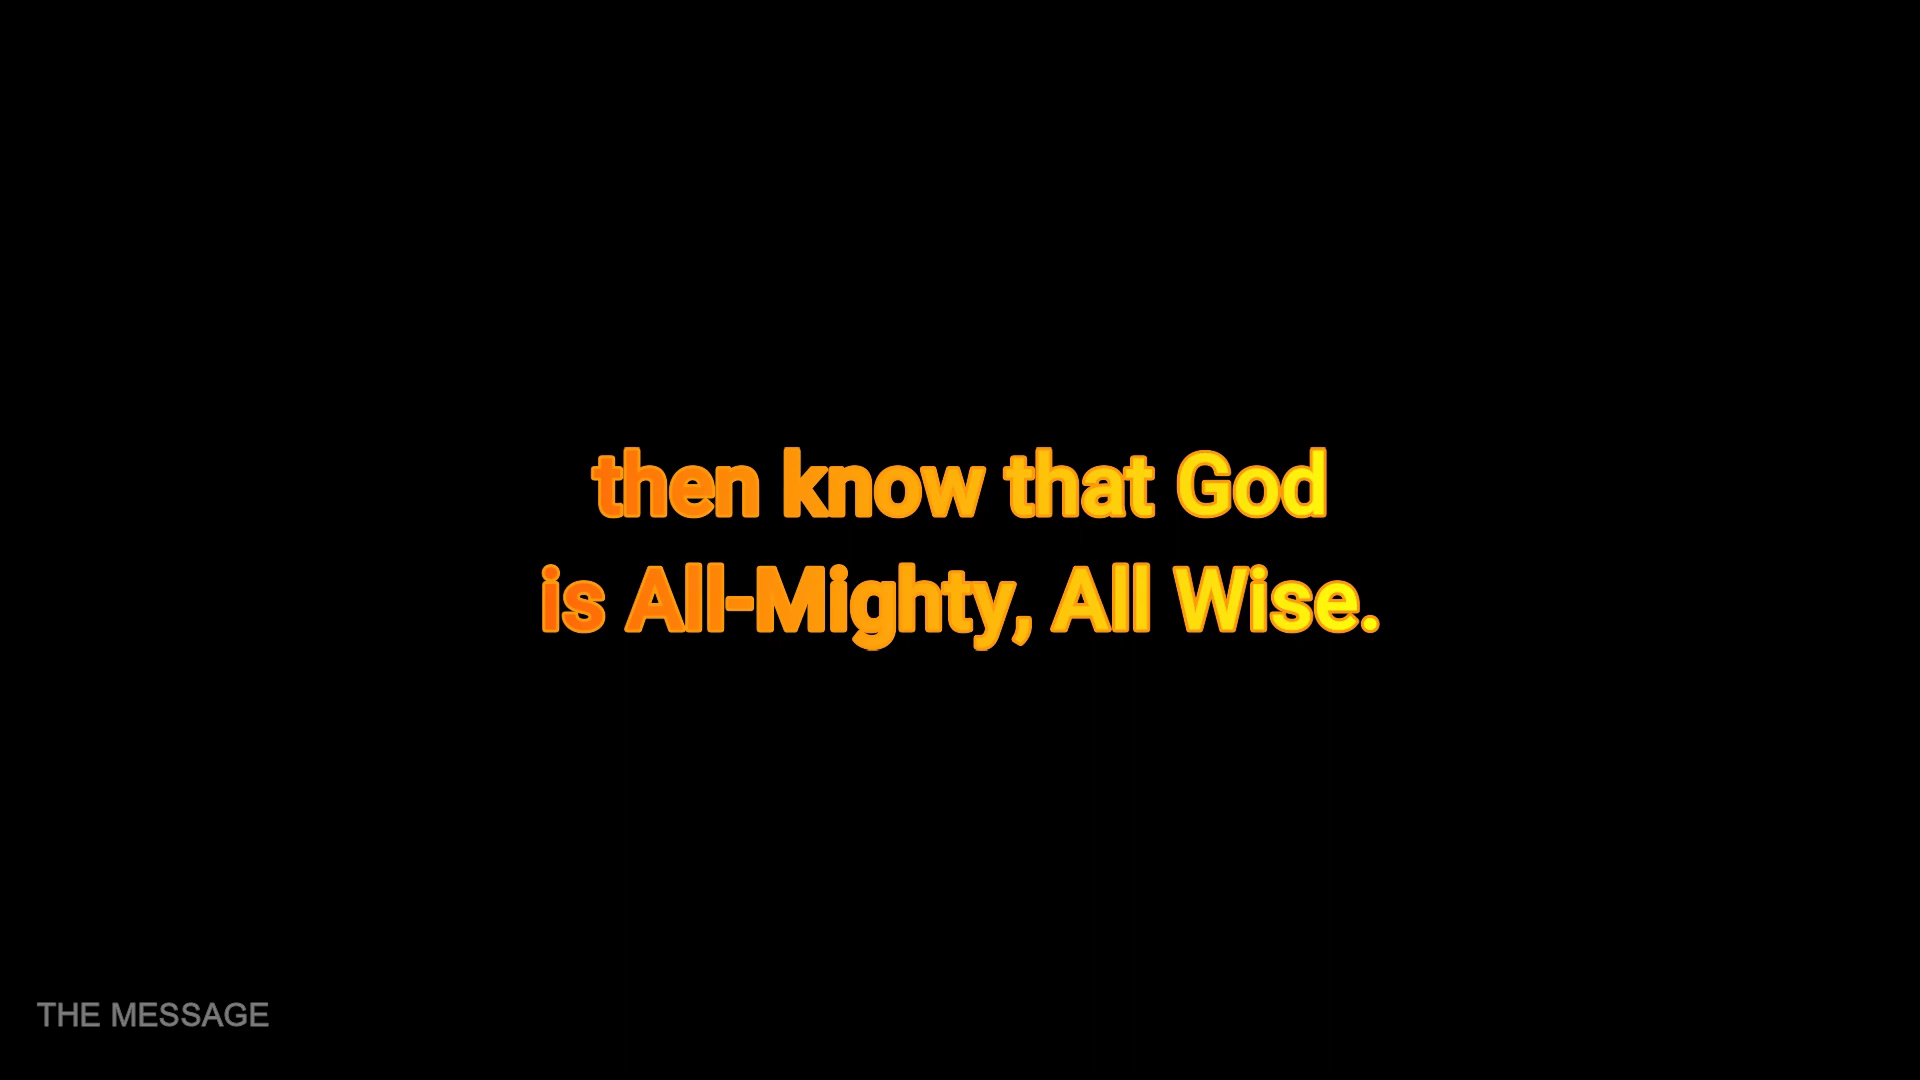 then know that God
is All-Mighty, All Wise.
THE MESSAGE